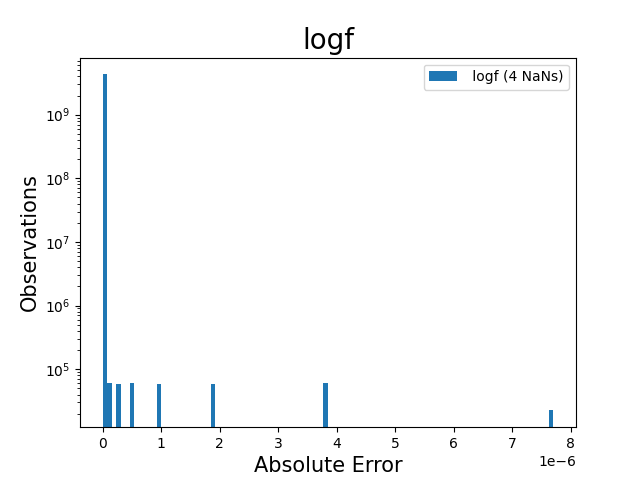 logf
logf (4 NaNs)
Observations
10⁹
10⁸
10⁷
10⁶
10⁵
0 1 2 3 4 5 6 7 8
1e−6
Absolute Error